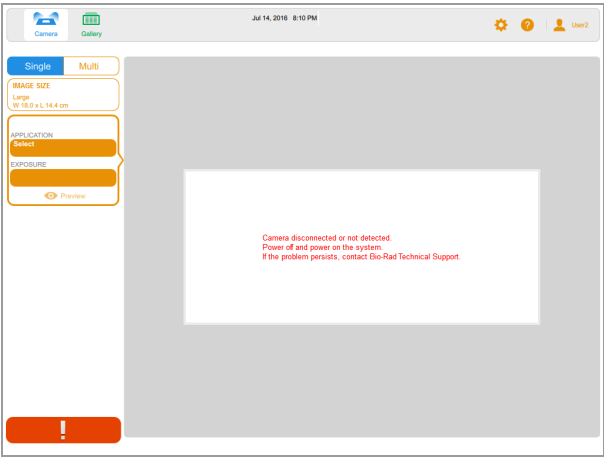 Jul 14, 2016 8:10 PM
Camera
Gallery
?
User2
Single
Multi
IMAGE SIZE
Large
W 18.0 x L 14.4 cm
APPLICATION
Select
EXPOSURE
Preview
Camera disconnected or not detected.
Power off and power on the system.
If the problem persists, contact Bio-Rad Technical Support.
!